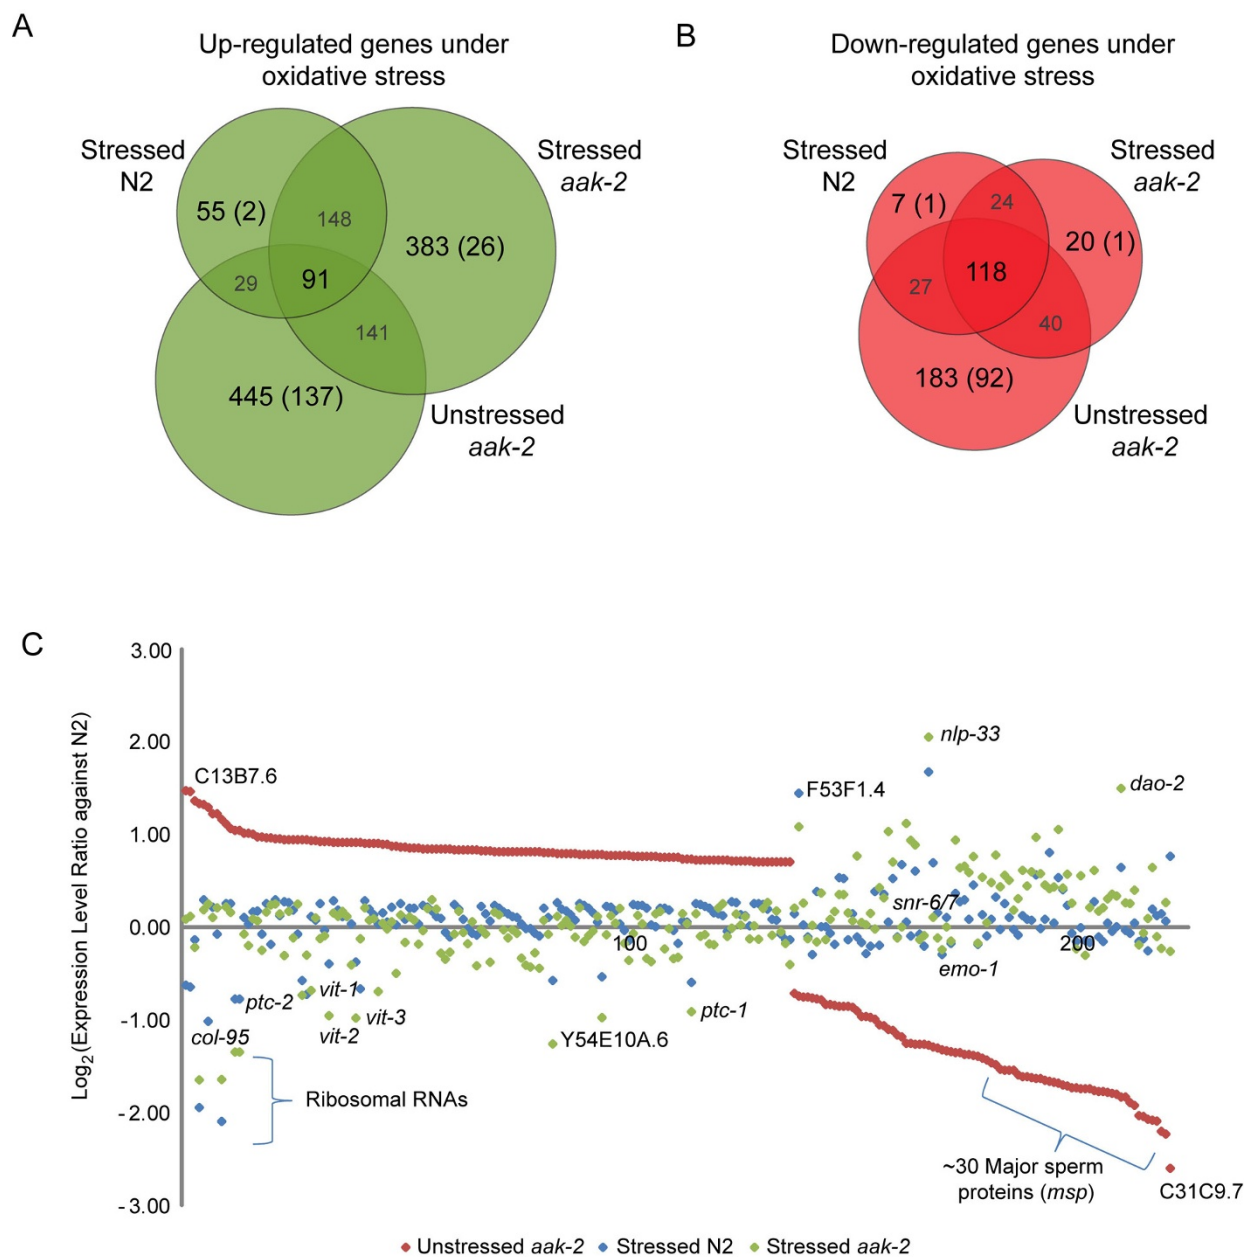 A
Up-regulated genes under
oxidative stress
Stressed
N2
Stressed
aak-2
55 (2)
148
383 (26)
29
91
141
445 (137)
Unstressed
aak-2
B
Down-regulated genes under
oxidative stress
Stressed
N2
Stressed
aak-2
7 (1)
24
20 (1)
118
27
40
183 (92)
Unstressed
aak-2
C
Log2(Expression Level Ratio against N2)
3.00
2.00
1.00
0.00
-1.00
-2.00
-3.00
100
200
C13B7.6
nlp-33
F53F1.4
dao-2
snr-6/7
emo-1
ptc-2
vit-1
vit-2
vit-3
col-95
Y54E10A.6
ptc-1
Ribosomal RNAs
~30 Major sperm
proteins (msp)
C31C9.7
Unstressed aak-2
Stressed N2
Stressed aak-2